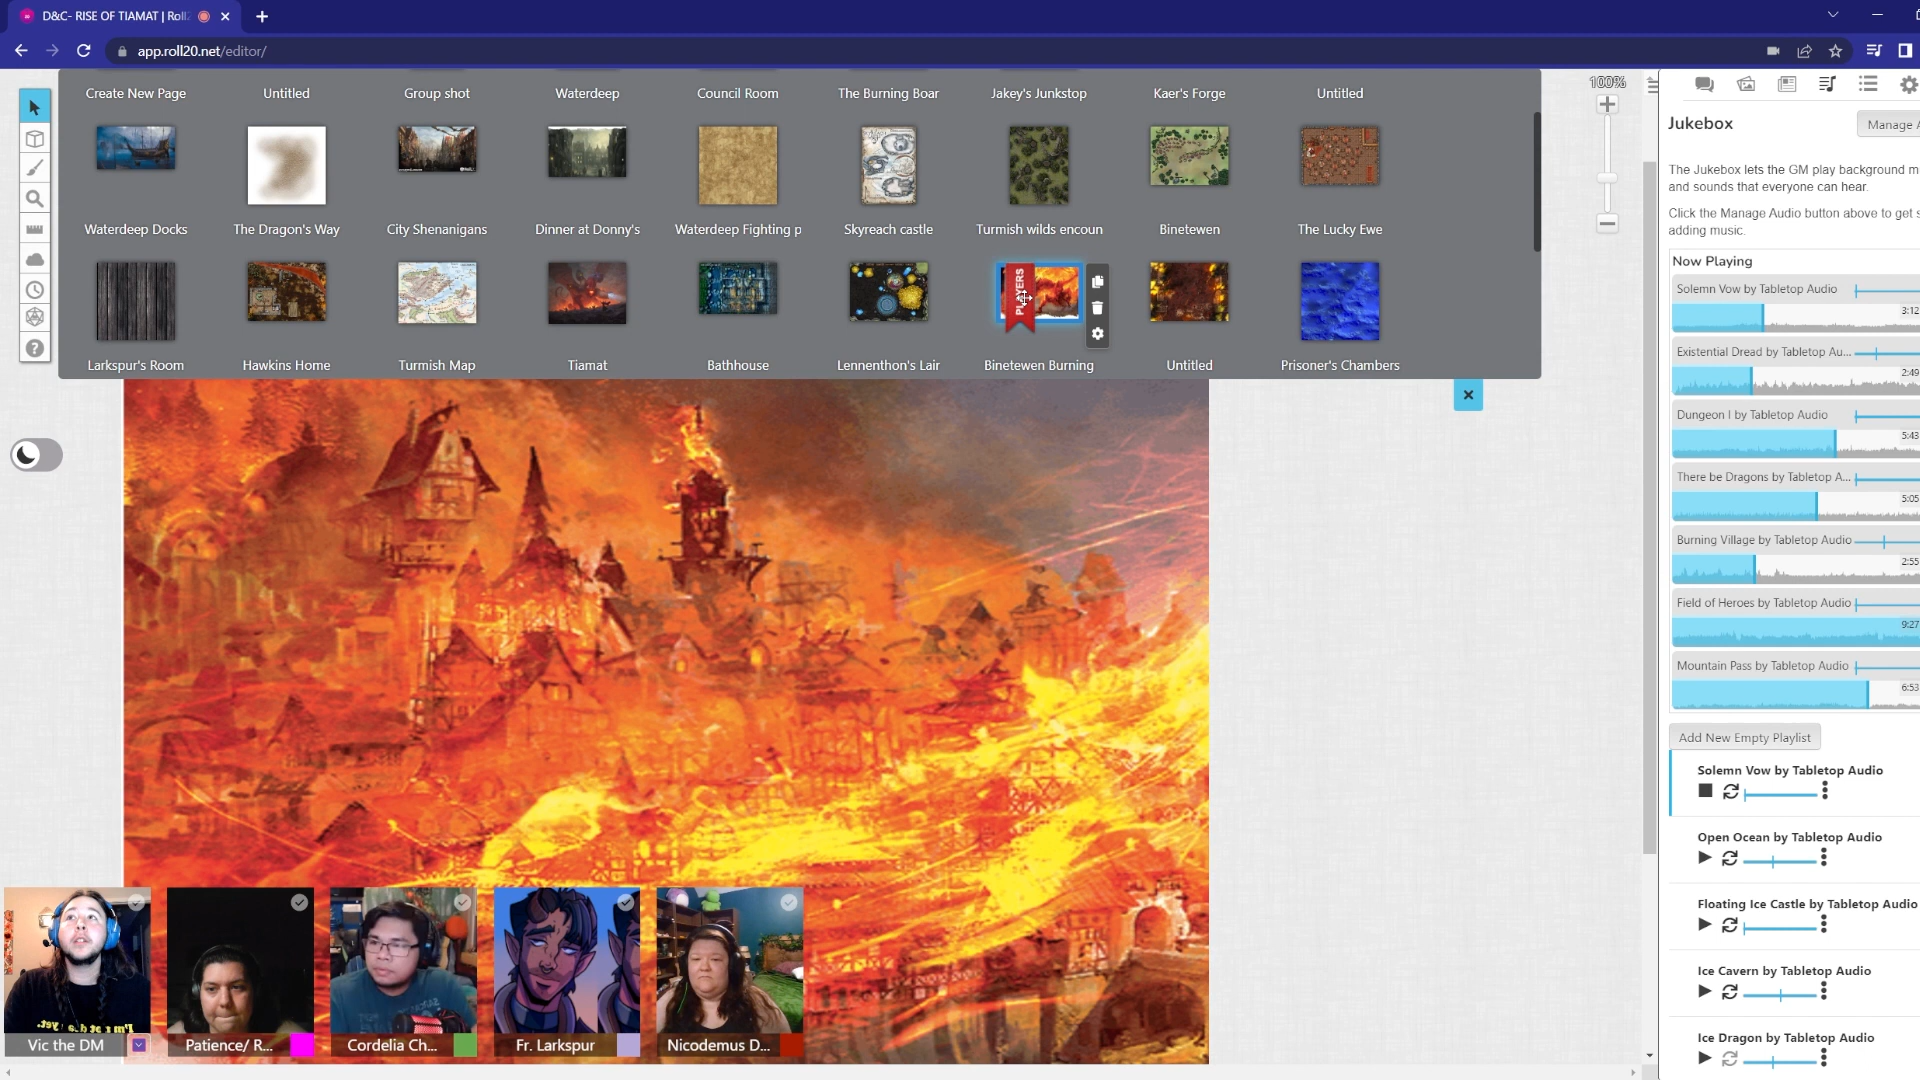 D&C- RISE OF TIAMAT | Roll2
app.roll20.net/editor/
Create New Page
Untitled
Group shot
Waterdeep
Council Room
The Burning Boar
Jakey's Junkstop
Kaer's Forge
Untitled
Waterdeep Docks
The Dragon's Way
City Shenanigans
Dinner at Donny's
Waterdeep Fighting p
Skyreach castle
Turmish wilds encoun
Binetewen
The Lucky Ewe
PLAYERS
Larkspur's Room
Hawkins Home
Turmish Map
Tiamat
Bathhouse
Lennenthon's Lair
Binetewen Burning
Untitled
Prisoner's Chambers
100%
Jukebox
Manage A
The Jukebox lets the GM play background m
and sounds that everyone can hear.
Click the Manage Audio button above to get s
adding music.
Now Playing
Solemn Vow by Tabletop Audio
3:12
Existential Dread by Tabletop Au...
2:49
Dungeon I by Tabletop Audio
5:43
There be Dragons by Tabletop A...
5:05
Burning Village by Tabletop Audio
2:55
Field of Heroes by Tabletop Audio
9:27
Mountain Pass by Tabletop Audio
6:53
Add New Empty Playlist
Solemn Vow by Tabletop Audio
Open Ocean by Tabletop Audio
Floating Ice Castle by Tabletop Audio
Ice Cavern by Tabletop Audio
Ice Dragon by Tabletop Audio
Vic the DM
Patience/ R...
Cordelia Ch...
Fr. Larkspur
Nicodemus D...